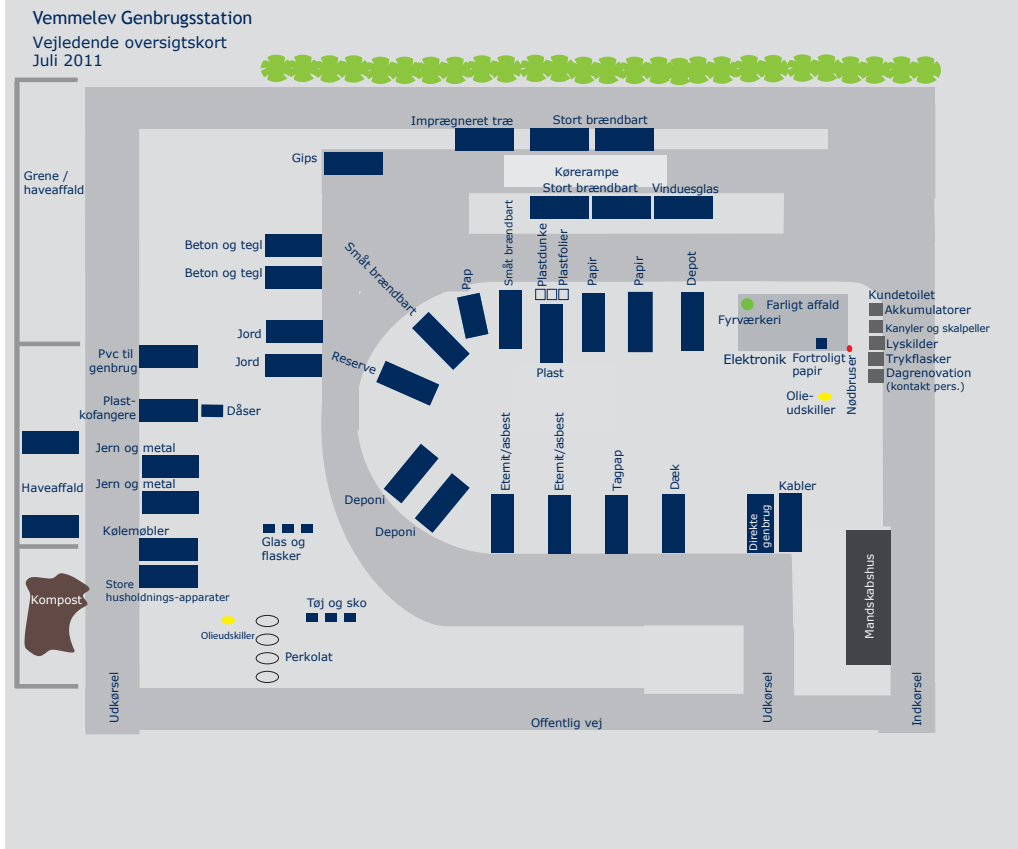 Vemmelev Genbrugsstation
Vejledende oversigtskort
Juli 2011
Imprægneret træ
Stort brændbart
Gips
Kørerampe
Grene /
haveaffald
Stort brændbart
Vinduesglas
Beton og tegl
Beton og tegl
Småt brændbart
Pap
Småt brændbart
Plastdunke
Plastfolier
Papir
Papir
Depot
Kundetoilet
Farligt affald
Akkumulatorer
Fyrværkeri
Kanyler og skalpeller
Jord
Lyskilder
Pvc til
genbrug
Jord
Reserve
Plast
Elektronik
Fortroligt
papir
Nødbruser
Trykflasker
Dagrenovation
(kontakt pers.)
Plast-
kofangere
Dåser
Olie-
udskiller
Jern og metal
Jern og metal
Haveaffald
Deponi
Deponi
Eternit/asbest
Eternit/asbest
Tagpap
Dæk
Kabler
Direkte
genbrug
Kølemøbler
Glas og
flasker
Store
husholdnings-apparater
Kompost
Tøj og sko
Mandskabshus
Olieudskiller
Perkolat
Udkørsel
Udkørsel
Indkørsel
Offentlig vej